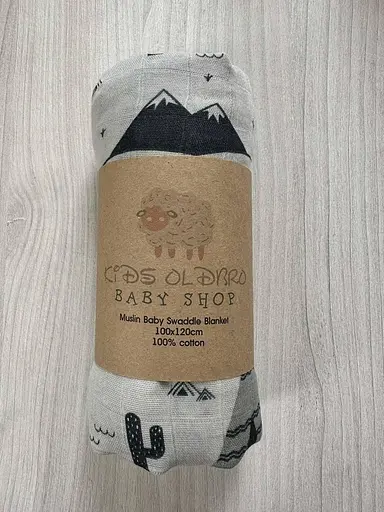 KiDS OLDBRO
BABY SHOP
Muslin Baby Swaddle Blanket
100x120cm
100% cotton